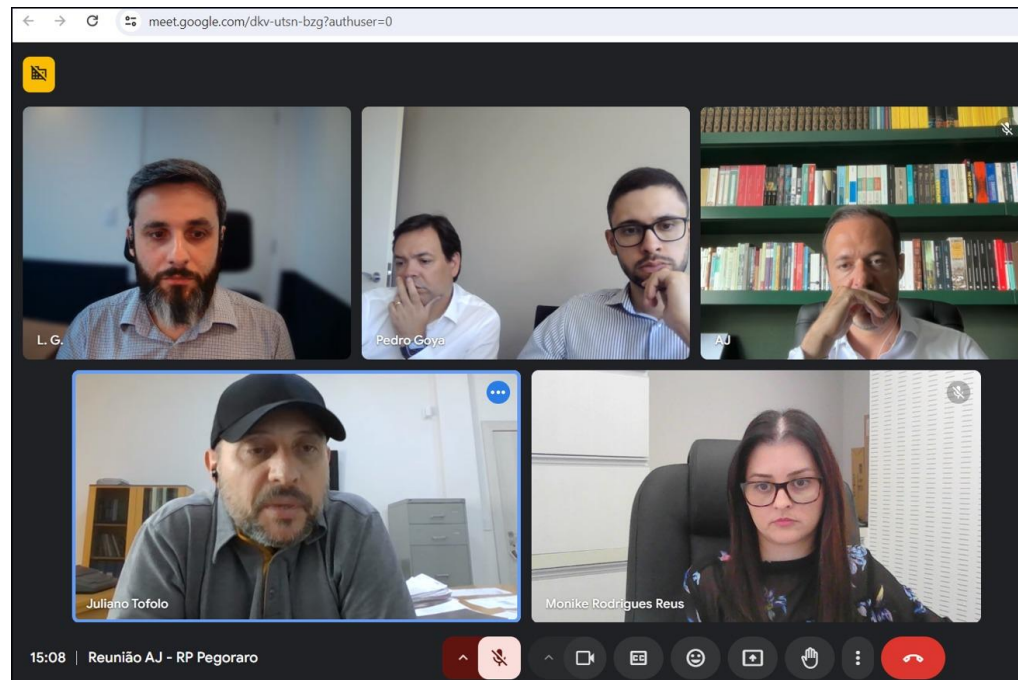 meet.google.com/dkv-utsn-bzg?authuser=0
L. G.
Pedro Goya
AJ
Juliano Tofolo
Monike Rodrigues Reus
15:08 | Reunião AJ - RP Pegoraro
CC